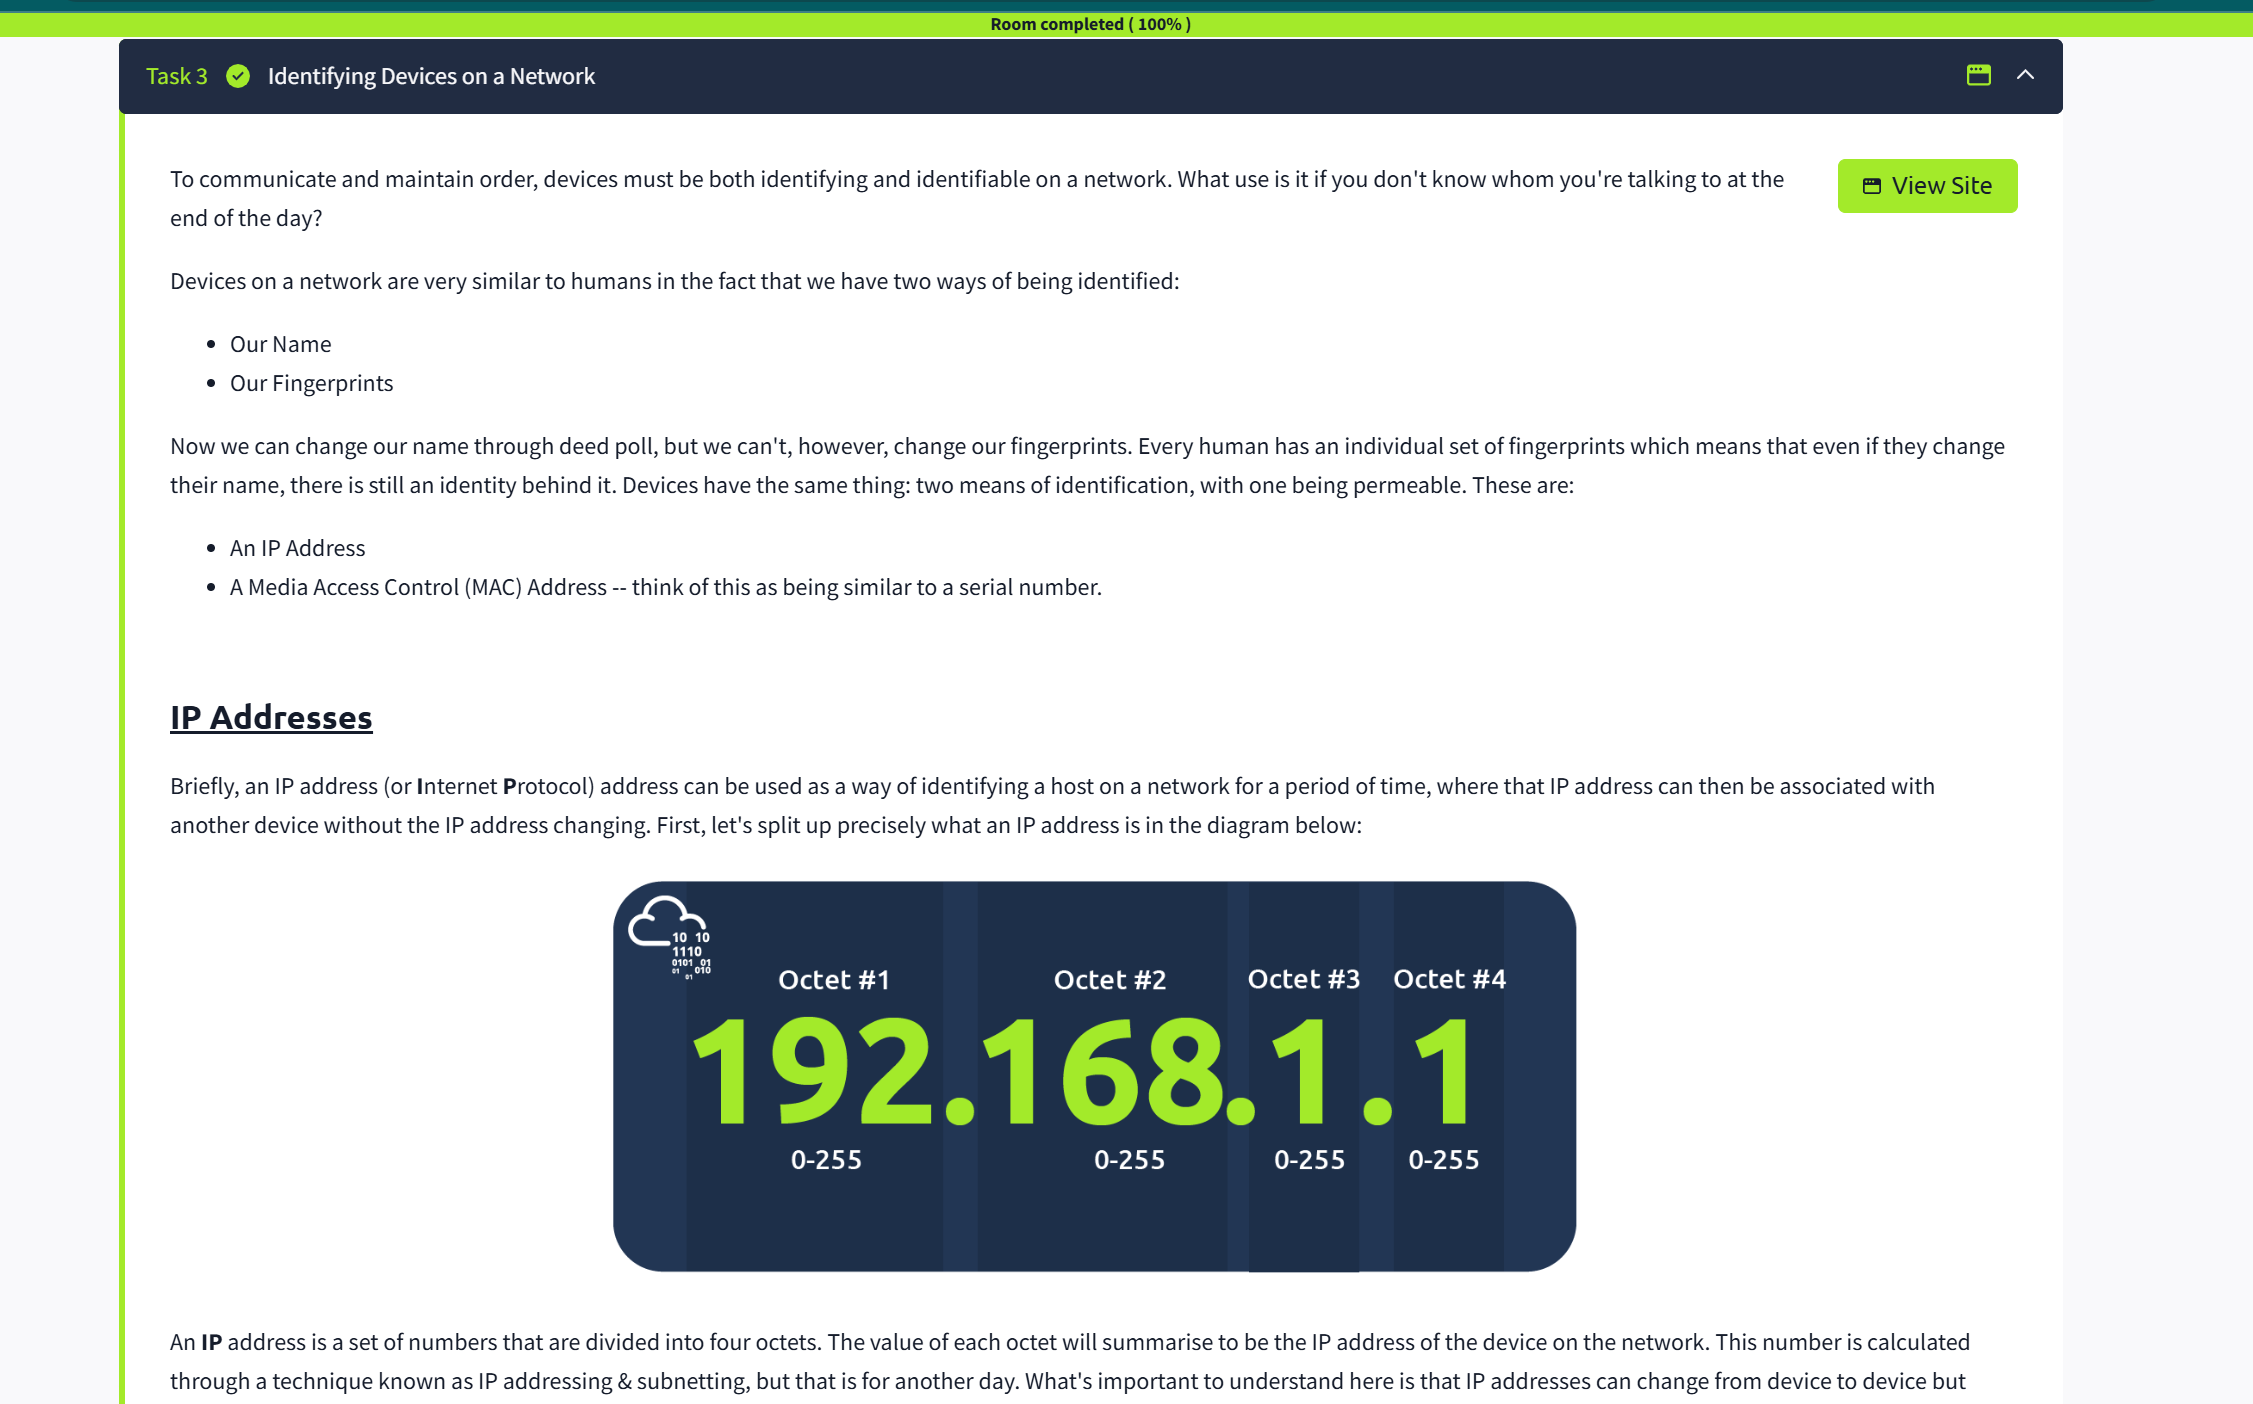 Room completed ( 100% )
Task 3 Identifying Devices on a Network
To communicate and maintain order, devices must be both identifying and identifiable on a network. What use is it if you don't know whom you're talking to at the
end of the day?
View Site
Devices on a network are very similar to humans in the fact that we have two ways of being identified:
• Our Name
• Our Fingerprints
Now we can change our name through deed poll, but we can't, however, change our fingerprints. Every human has an individual set of fingerprints which means that even if they change
their name, there is still an identity behind it. Devices have the same thing: two means of identification, with one being permeable. These are:
• An IP Address
• A Media Access Control (MAC) Address -- think of this as being similar to a serial number.
IP Addresses
Briefly, an IP address (or Internet Protocol) address can be used as a way of identifying a host on a network for a period of time, where that IP address can then be associated with
another device without the IP address changing. First, let's split up precisely what an IP address is in the diagram below:
10 10
1110
0101 01
01 01 010
Octet #1 Octet #2 Octet #3 Octet #4
192.168.1.1
0-255 0-255 0-255 0-255
An IP address is a set of numbers that are divided into four octets. The value of each octet will summarise to be the IP address of the device on the network. This number is calculated
through a technique known as IP addressing & subnetting, but that is for another day. What's important to understand here is that IP addresses can change from device to device but